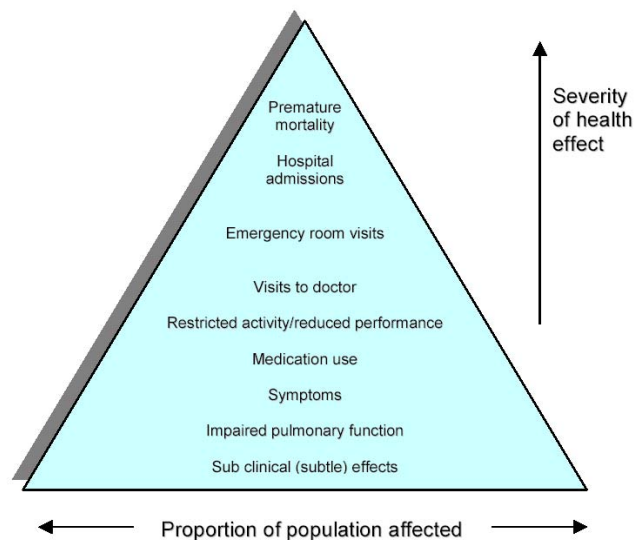 Premature
mortality
Severity
of health
effect
Hospital
admissions
Emergency room visits
Visits to doctor
Restricted activity/reduced performance
Medication use
Symptoms
Impaired pulmonary function
Sub clinical (subtle) effects
Proportion of population affected